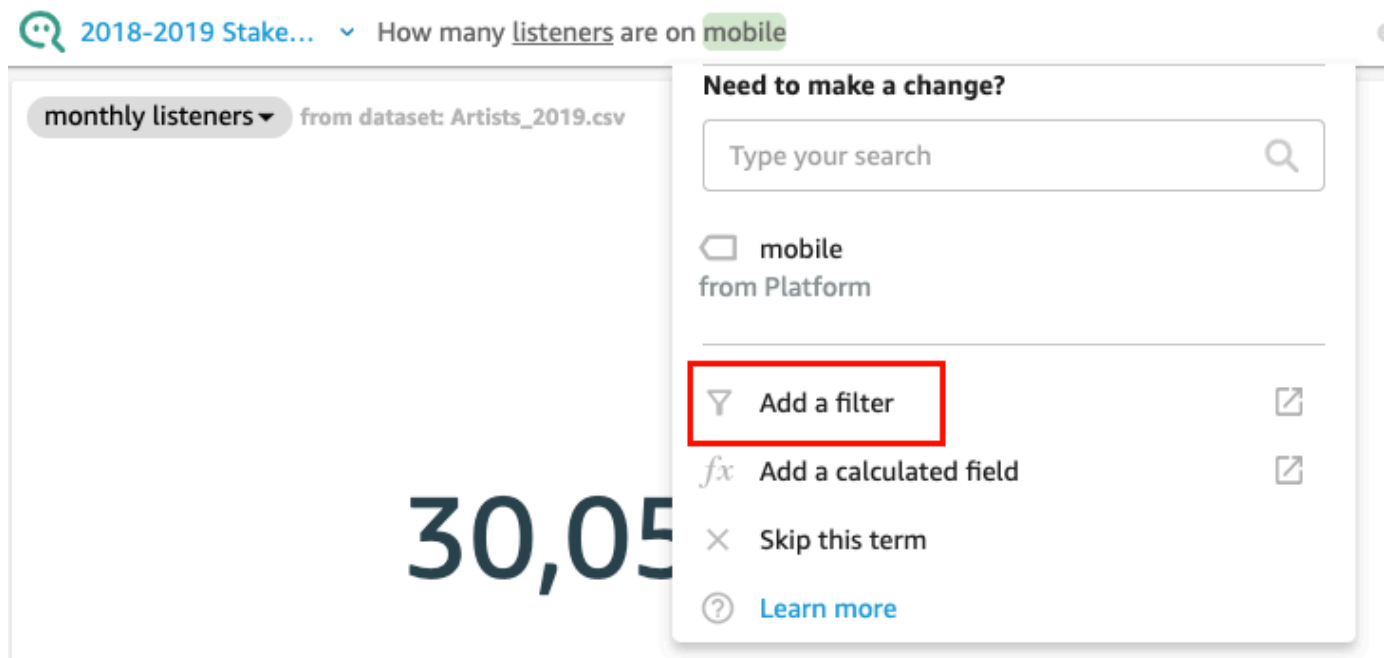 2018-2019 Stake... How many listeners are on mobile
Need to make a change?
monthly listeners from dataset: Artists_2019.csv
Type your search
mobile
from Platform
Add a filter
fx Add a calculated field
30,05
Skip this term
? Learn more